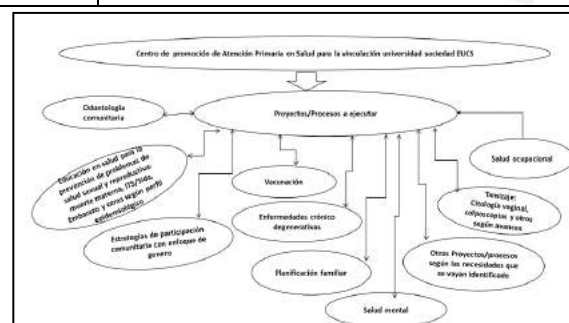 Centro de promoción de Atención Primaria en Salud para la vinculación universidad sociedad EUCS
Proyectos/Procesos a ejecutar
Odontología
comunitaria
Educación en salud para la
prevención de problemas de
salud sexual y reproductiva:
muerte materna, ITS/Sida,
Embarazo y otros según perfil
epidemiológico
Estrategias de participación
comunitaria con enfoque de
genero
Vacunación
Enfermedades crónico
degenerativas
Planificación familiar
Salud mental
Salud ocupacional
Tamizaje:
Citología vaginal,
colposcopias y otros
según avances
Otros Proyectos/procesos
según las necesidades que
se vayan identificado